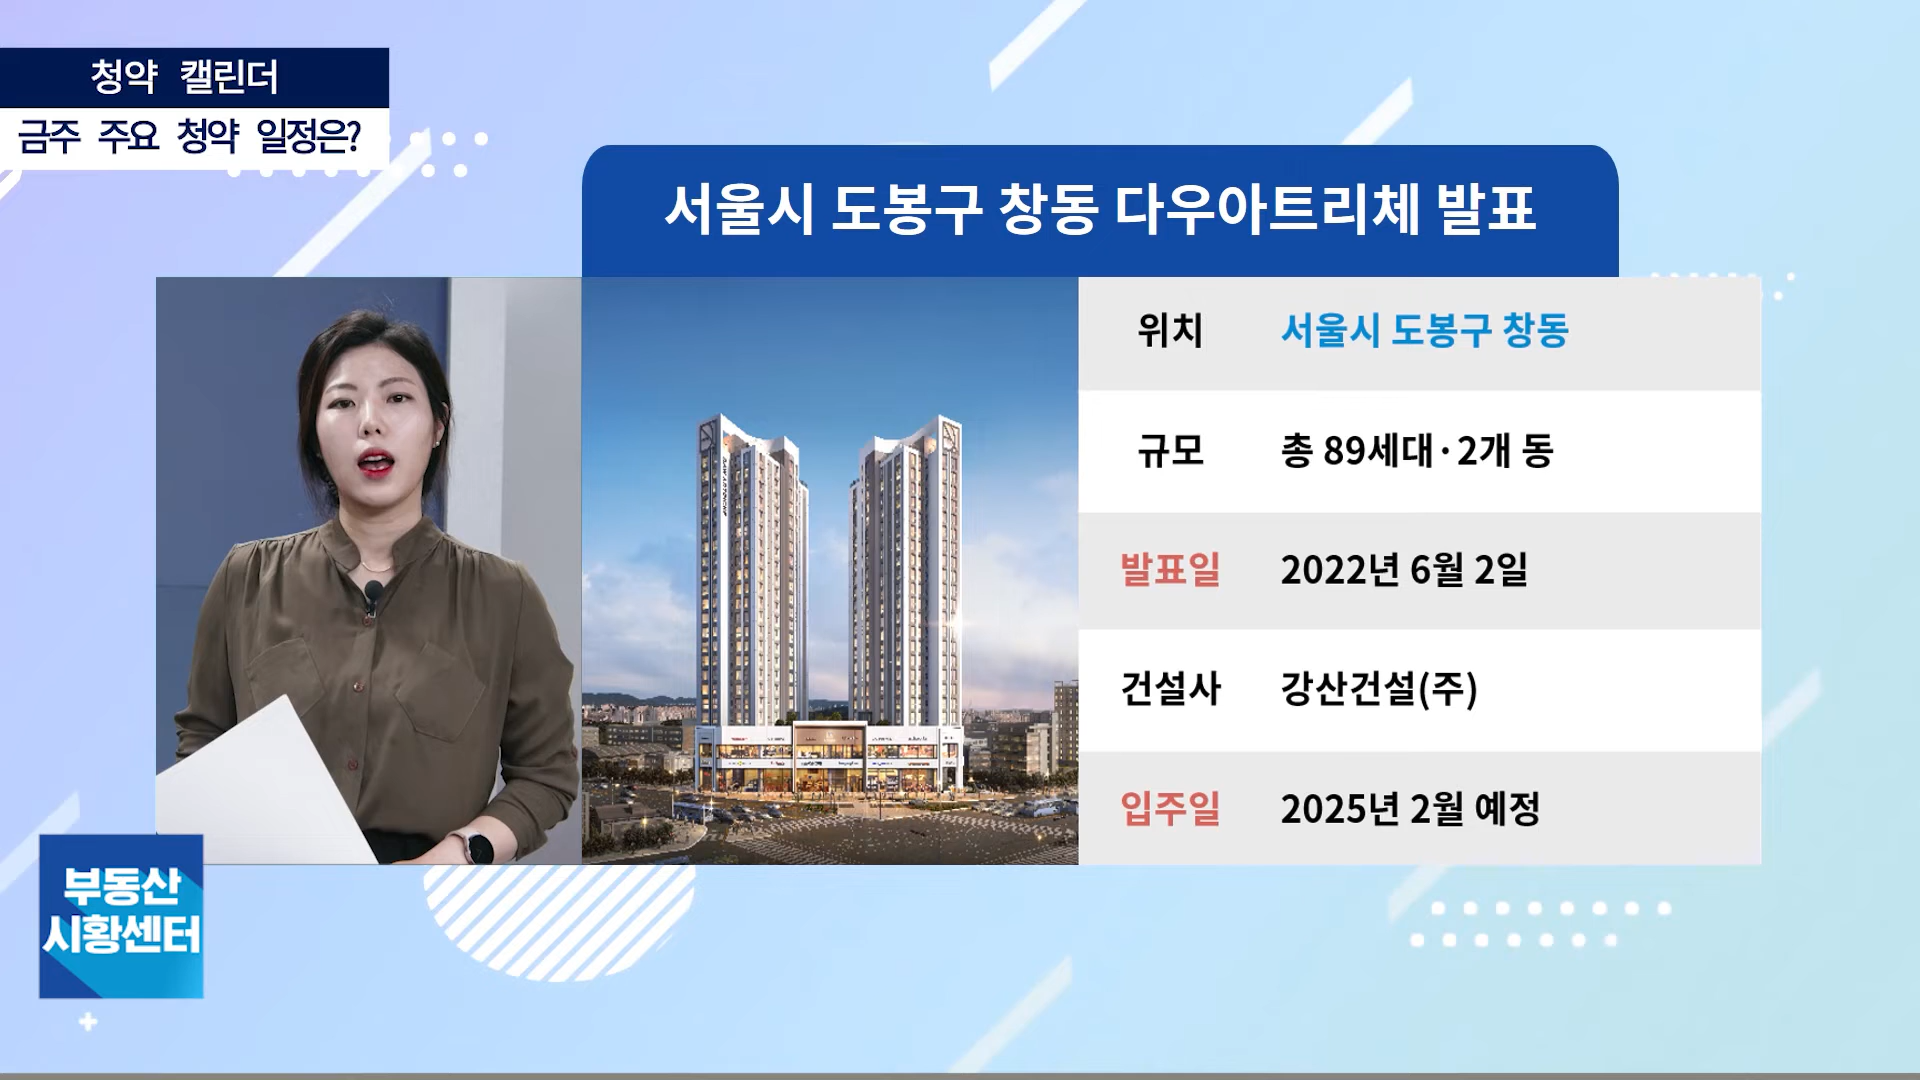 청약 캘린더
금주 주요 청약 일정은?
서울시 도봉구 창동 다우아트리체 발표
위치 서울시 도봉구 창동
규모 총 89세대·2개 동
발표일 2022년 6월 2일
건설사 강산건설(주)
입주일 2025년 2월 예정
부동산
시황센터